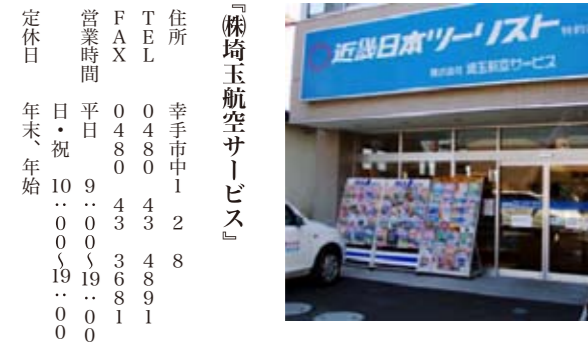 『㈱埼玉航空サービス』
住所　幸手市中1　2　8
TEL　0480　43　4891
FAX　0480　43　3681
営業時間　平日　9:00〜19:00
日・祝　10:00〜19:00
定休日　年末、年始
近畿日本ツーリスト
株式会社 埼玉航空サービス